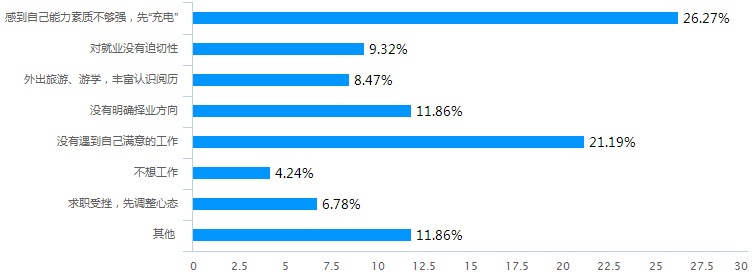 感到自己能力素质不够强，先“充电” 26.27%
对就业没有迫切性 9.32%
外出旅游、游学，丰富认识阅历 8.47%
没有明确择业方向 11.86%
没有遇到自己满意的工作 21.19%
不想工作 4.24%
求职受挫，先调整心态 6.78%
其他 11.86%
0 2.5 5 7.5 10 12.5 15 17.5 20 22.5 25 27.5 30